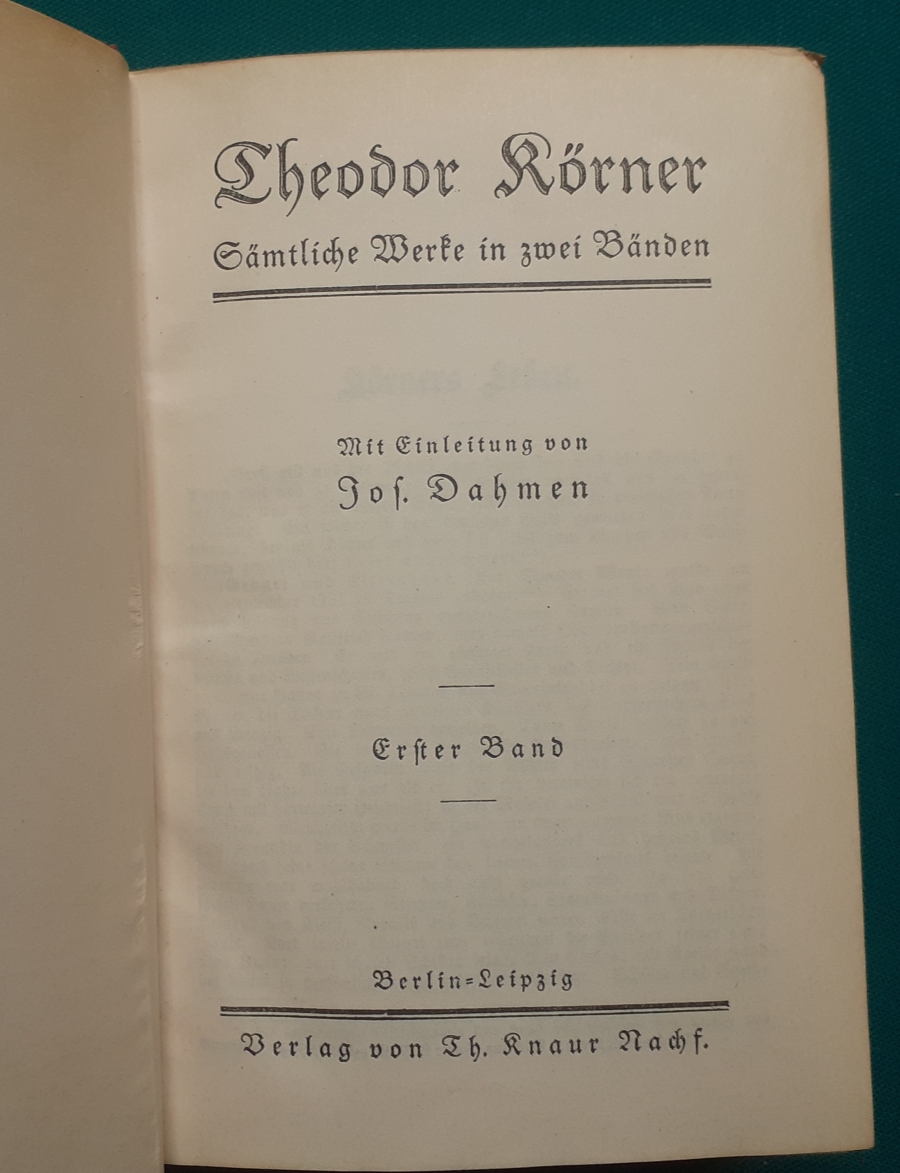 Theodor Körner
Sämtliche Werke in zwei Bänden
Mit Einleitung von
Jos. Dahmen
Erster Band
Berlin=Leipzig
Verlag von Th. Knaur Nachf.